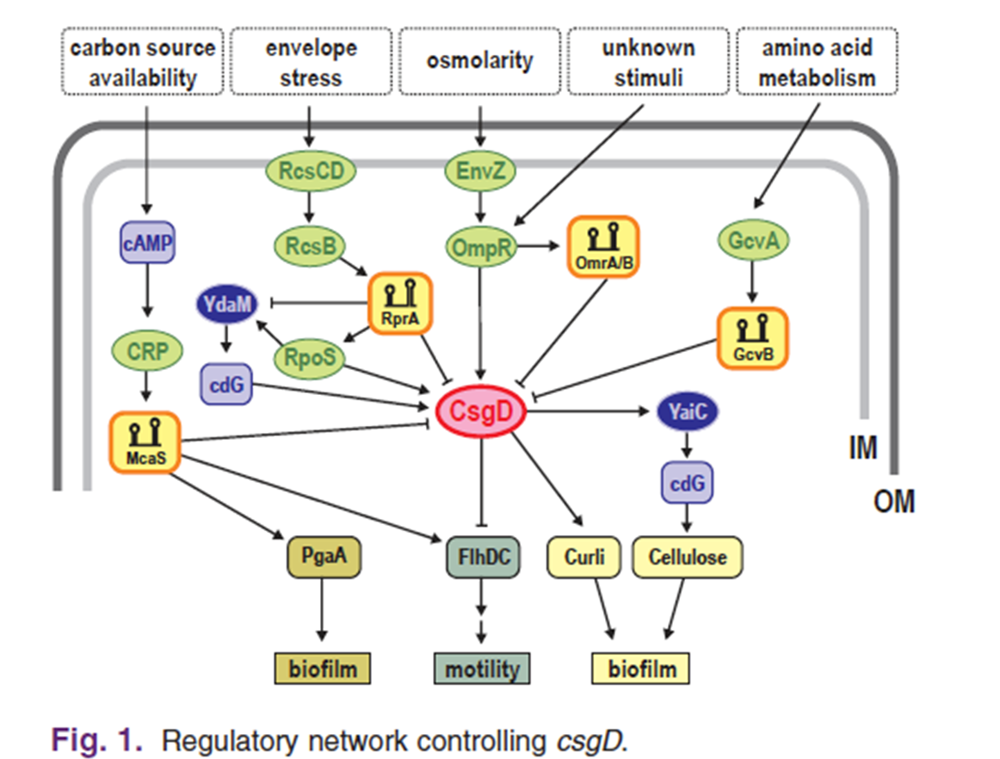 carbon source
availability
envelope
stress
osmolarity
unknown
stimuli
amino acid
metabolism
RcsCD
EnvZ
cAMP
RcsB
OmpR
OmrA/B
GcvA
YdaM
RprA
CRP
RpoS
GcvB
cdG
CsgD
YaiC
McaS
IM
cdG
OM
PgaA
FlhDC
Curli
Cellulose
biofilm
motility
biofilm
Fig. 1. Regulatory network controlling csgD.